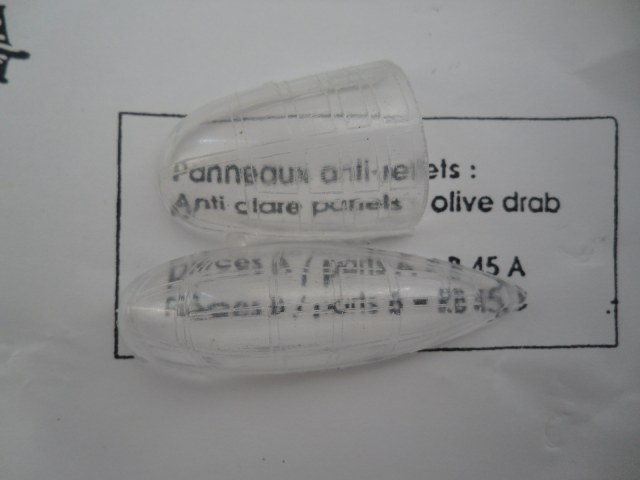 Panneaux anti-reflets :
Anti glare panels olive drab
Pièces A / parts A - RB 45 A
Pièces B / parts B - RB 45 B